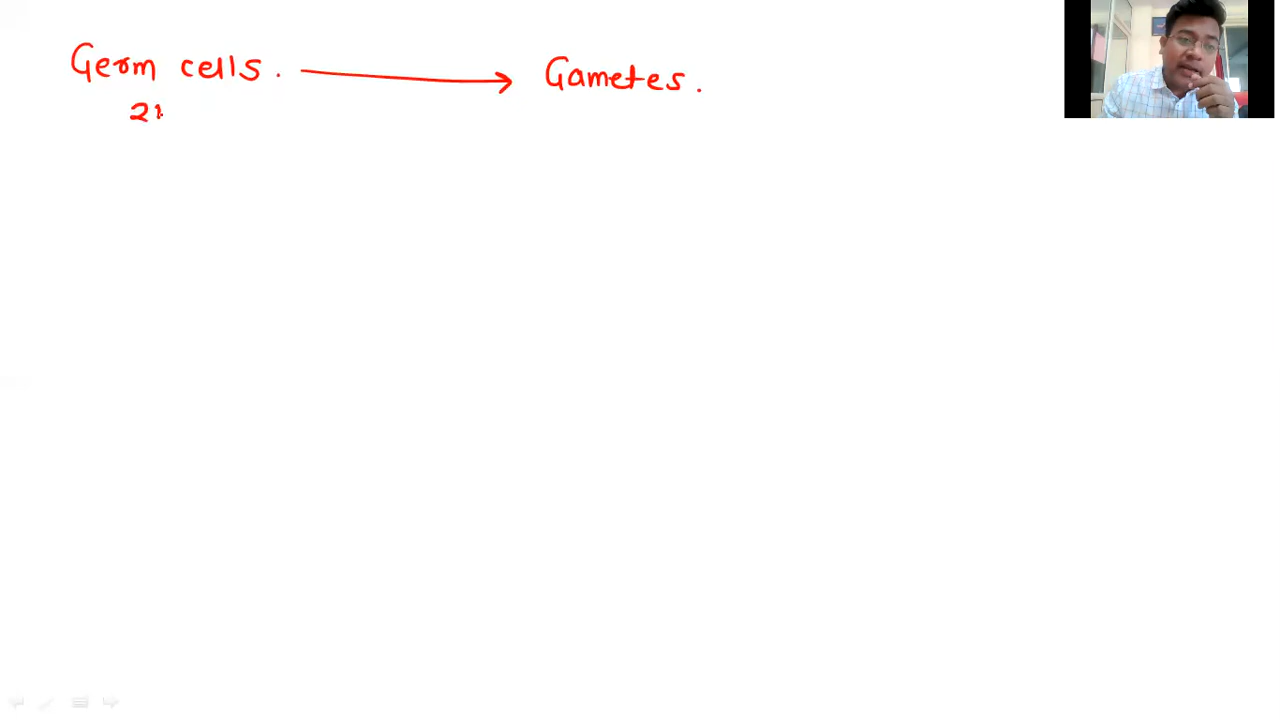 Germ cells. → Gametes.